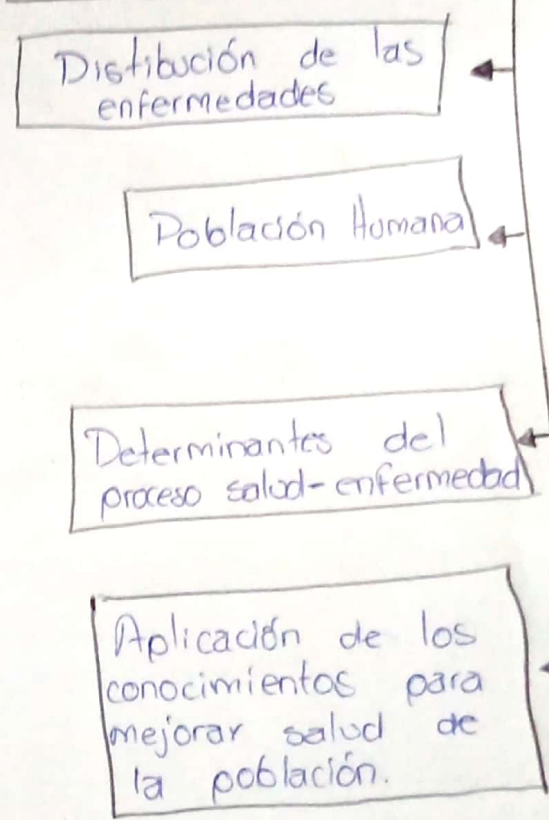 Distibución de las
enfermedades
Población Humana
Determinantes del
proceso salud-enfermedad
Aplicación de los
conocimientos para
mejorar salud de
la población.